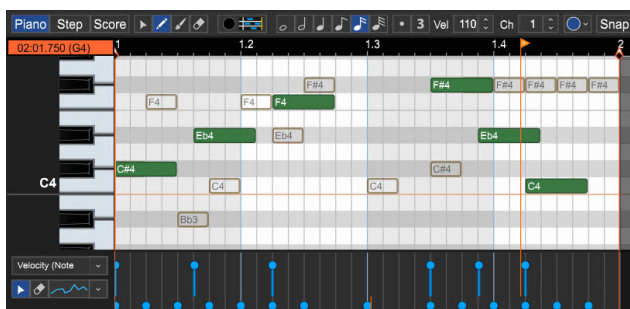 Piano Step Score 3 Vel 110 Ch 1 Snap
02:01.750 (G4) 1 1.2 1.3 1.4 2
F#4 F#4 F#4 F#4 F#4 F#4
F4 F4 F4
Eb4 Eb4 Eb4
C#4 C#4
C4 C4 C4 C4
Bb3
Velocity (Note